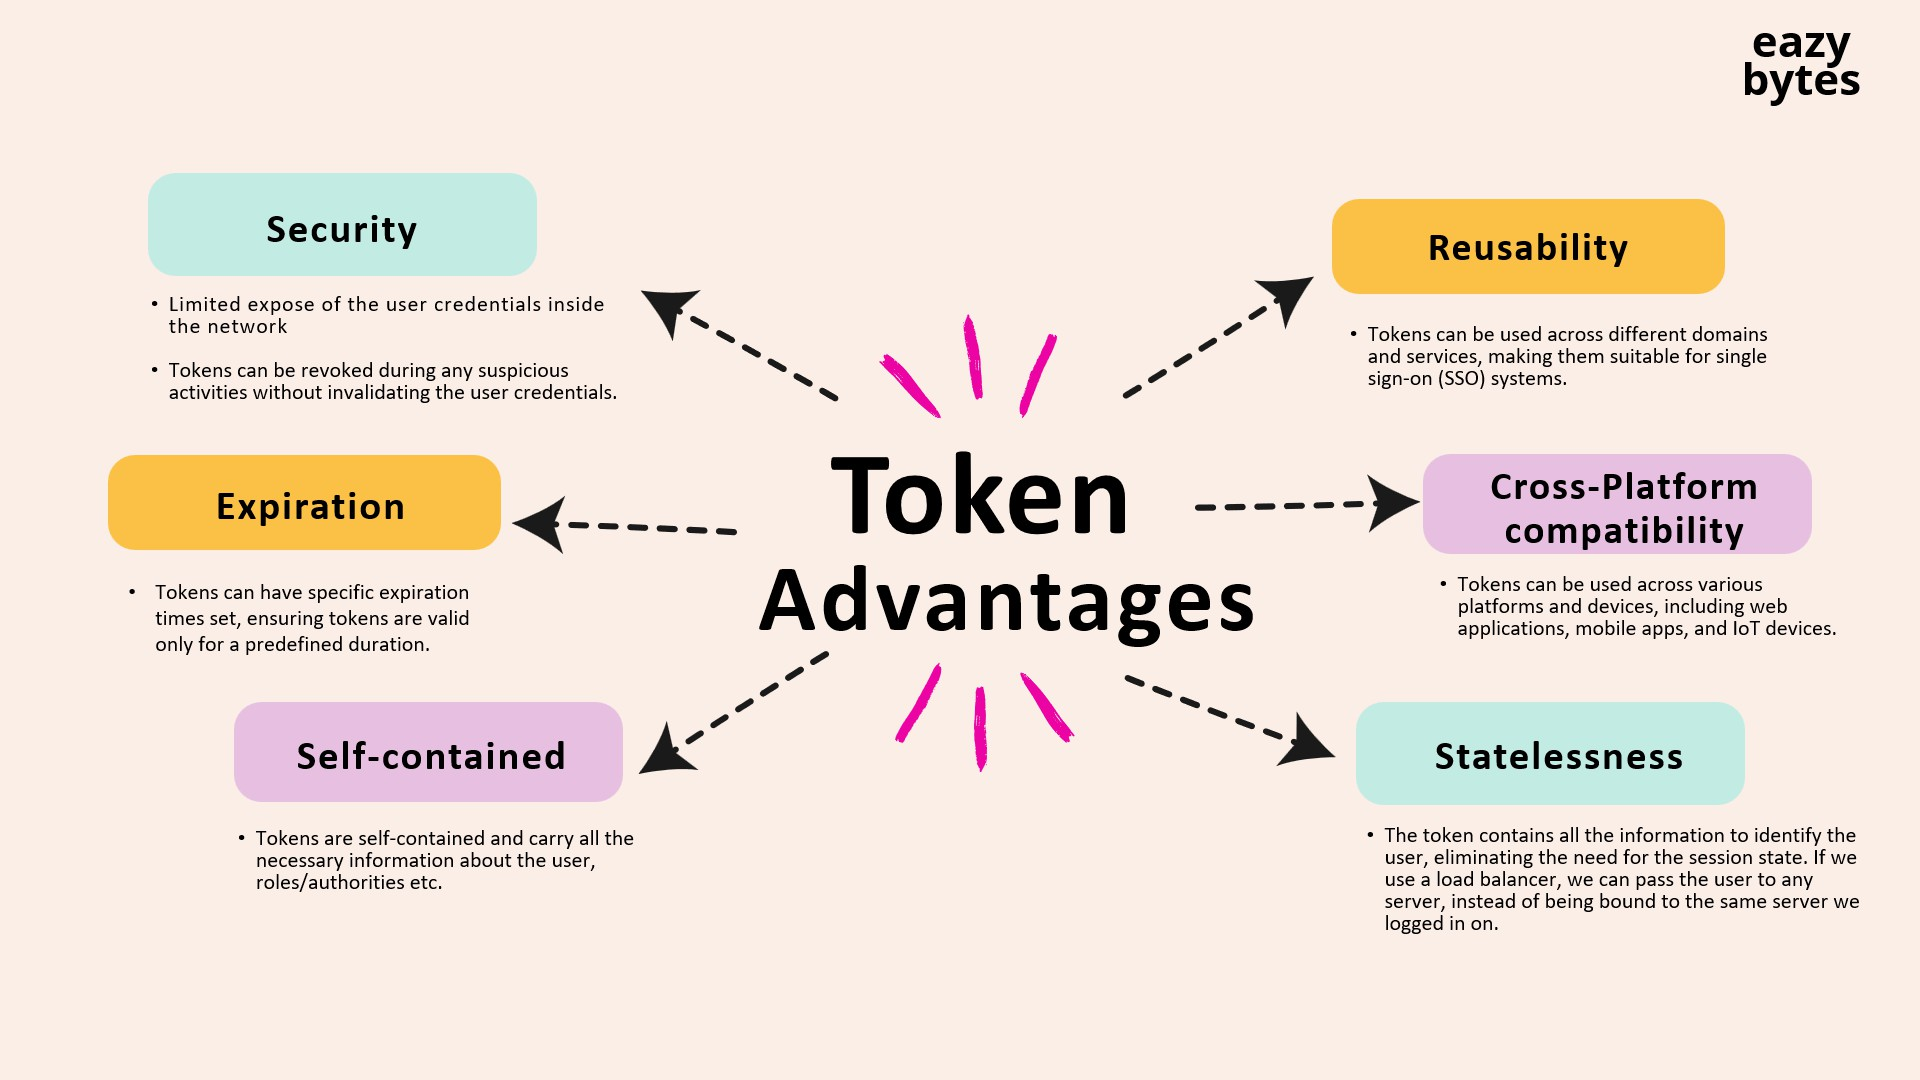 eazy
bytes
Security
• Limited expose of the user credentials inside
the network
• Tokens can be revoked during any suspicious
activities without invalidating the user credentials.
Expiration
• Tokens can have specific expiration
times set, ensuring tokens are valid
only for a predefined duration.
Self-contained
• Tokens are self-contained and carry all the
necessary information about the user,
roles/authorities etc.
Token
Advantages
Reusability
• Tokens can be used across different domains
and services, making them suitable for single
sign-on (SSO) systems.
Cross-Platform
compatibility
• Tokens can be used across various
platforms and devices, including web
applications, mobile apps, and IoT devices.
Statelessness
• The token contains all the information to identify the
user, eliminating the need for the session state. If we
use a load balancer, we can pass the user to any
server, instead of being bound to the same server we
logged in on.